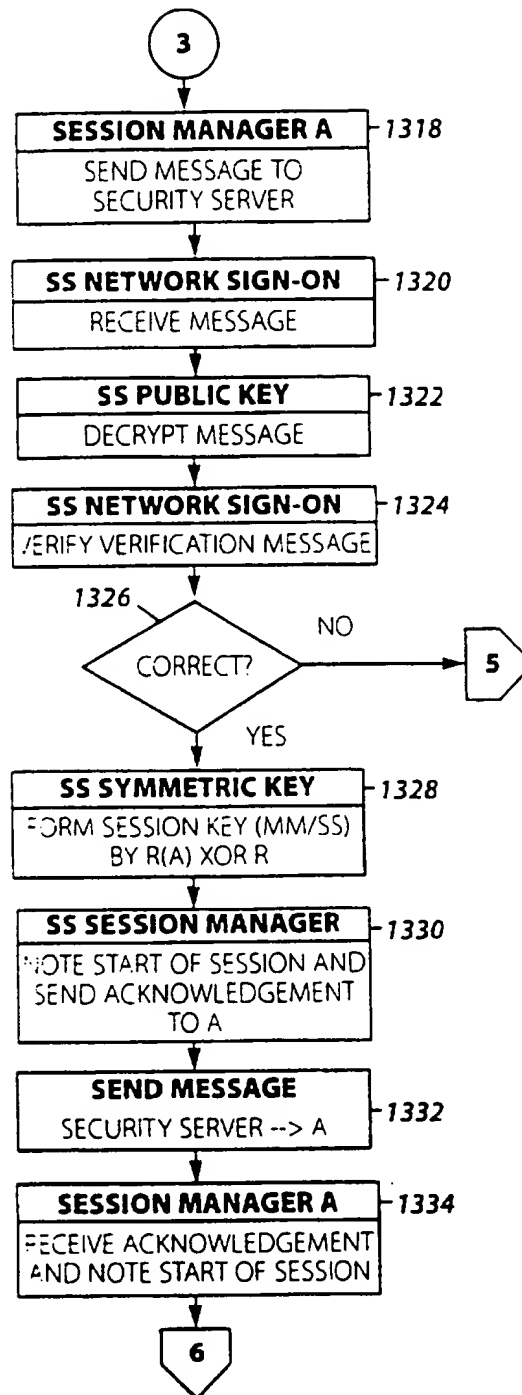 3
SESSION MANAGER A
1318
SEND MESSAGE TO
SECURITY SERVER
SS NETWORK SIGN-ON
1320
RECEIVE MESSAGE
SS PUBLIC KEY
1322
DECRYPT MESSAGE
SS NETWORK SIGN-ON
1324
VERIFY VERIFICATION MESSAGE
1326
CORRECT?
NO
5
YES
SS SYMMETRIC KEY
1328
FORM SESSION KEY (MM/SS)
BY R(A) XOR R
SS SESSION MANAGER
1330
NOTE START OF SESSION AND
SEND ACKNOWLEDGEMENT
TO A
SEND MESSAGE
1332
SECURITY SERVER --> A
SESSION MANAGER A
1334
RECEIVE ACKNOWLEDGEMENT
AND NOTE START OF SESSION
6